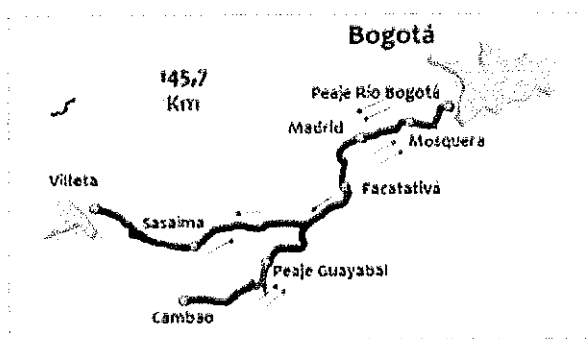 Bogotá
145,7
Km
Peaje Río Bogotá
Madrid
Mosquera
Villeta
Facatativá
Sasaima
Peaje Guayabal
Cambao